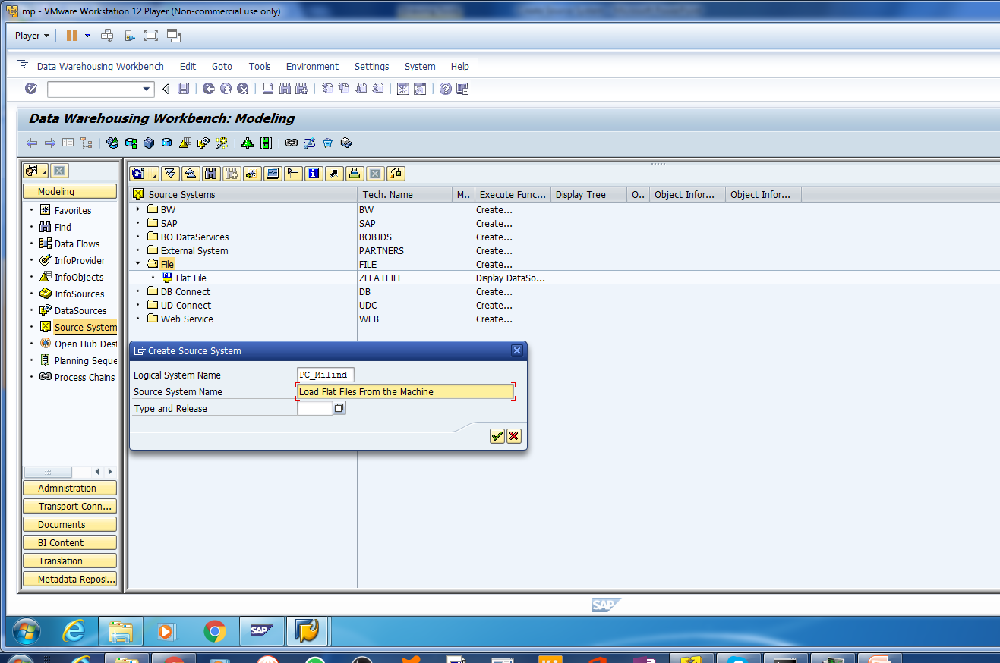 mp - VMware Workstation 12 Player (Non-commercial use only)
Player
Data Warehousing Workbench Edit Goto Tools Environment Settings System Help
Data Warehousing Workbench: Modeling
Modeling
Favorites
Find
Data Flows
InfoProvider
InfoObjects
InfoSources
DataSources
Source System
Open Hub Dest
Planning Seque
Process Chains
Administration
Transport Conn...
Documents
BI Content
Translation
Metadata Reposi...
Source Systems Tech. Name M.. Execute Func... Display Tree O.. Object Infor... Object Infor...
BW BW Create...
SAP SAP Create...
BO DataServices BOBJDS Create...
External System PARTNERS Create...
File FILE Create...
Flat File ZFLATFILE Display DataSo...
DB Connect DB Create...
UD Connect UDC Create...
Web Service WEB Create...
Create Source System
Logical System Name PC_Milind
Source System Name Load Flat Files From the Machine
Type and Release
SAP
SAP